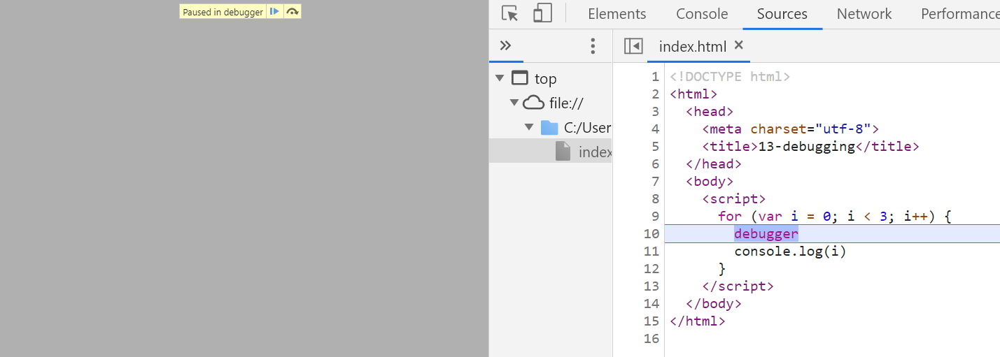 Paused in debugger
Elements Console Sources Network Performance
index.html ×
top
file://
C:/User
index
1 <!DOCTYPE html>
2 <html>
3   <head>
4     <meta charset="utf-8">
5     <title>13-debugging</title>
6   </head>
7   <body>
8     <script>
9       for (var i = 0; i < 3; i++) {
10         debugger
11         console.log(i)
12       }
13     </script>
14   </body>
15 </html>
16